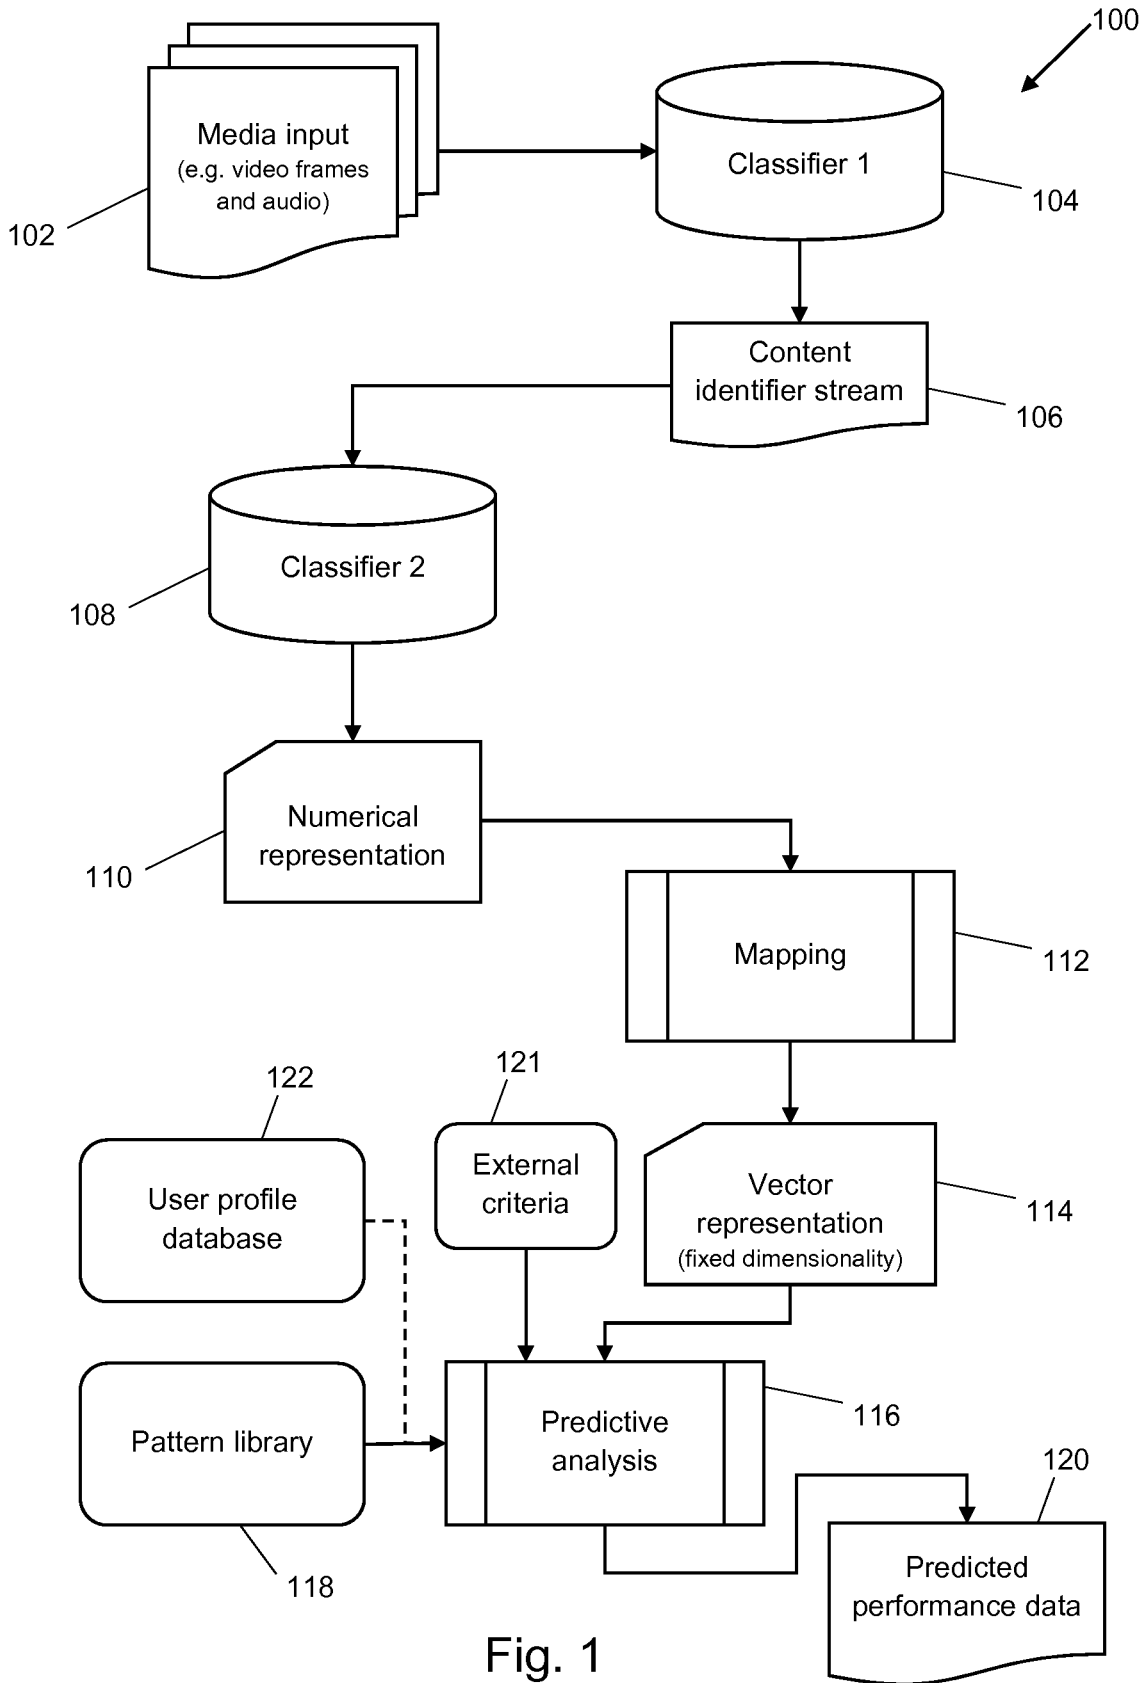 100
Media input
(e.g. video frames
and audio)
102
Classifier 1
104
Content
identifier stream
106
Classifier 2
108
Numerical
representation
110
Mapping
112
121
122
External
criteria
User profile
database
Vector
representation
(fixed dimensionality)
114
Pattern library
118
Predictive
analysis
116
120
Predicted
performance data
Fig. 1